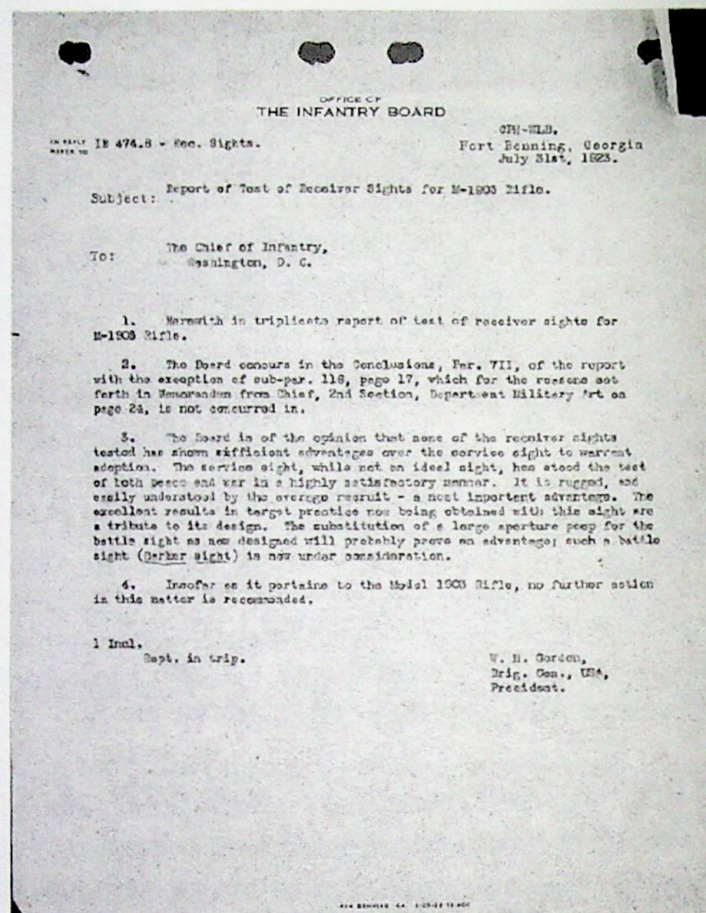 OFFICE OF
THE INFANTRY BOARD
IN REPLY
REFER TO
IB 474.8 - Rec. Sights.
Fort Benning, Georgia
July 31st, 1923.
Subject: Report of Test of Receiver Sights for M-1903 Rifle.
To: The Chief of Infantry,
Washington, D. C.
1. Herewith in triplicate report of test of receiver sights for
M-1903 Rifle.
2. The Board concurs in the Conclusions, Par. VII, of the report
with the exception of sub-par. 116, page 17, which for the reasons set
forth in Memorandum from Chief, 2nd Section, Department Military Art on
page 24, is not concurred in.
3. The Board is of the opinion that none of the receiver sights
tested has shown sufficient advantages over the service sight to warrant
adoption. The service sight, while not an ideal sight, has stood the test
of both peace and war in a highly satisfactory manner. It is rugged, and
easily understood by the average recruit - a most important advantage. The
excellent results in target practice now being obtained with this sight are
a tribute to its design. The substitution of a large aperture peep for the
battle sight as now designed will probably prove an advantage; such a battle
sight ( sight) is now under consideration.
4. Insofar as it pertains to the Model 1903 Rifle, no further action
in this matter is recommended.
1 Incl.
Rept. in trip.
W. H. Gordon,
Brig. Gen., USA,
President.